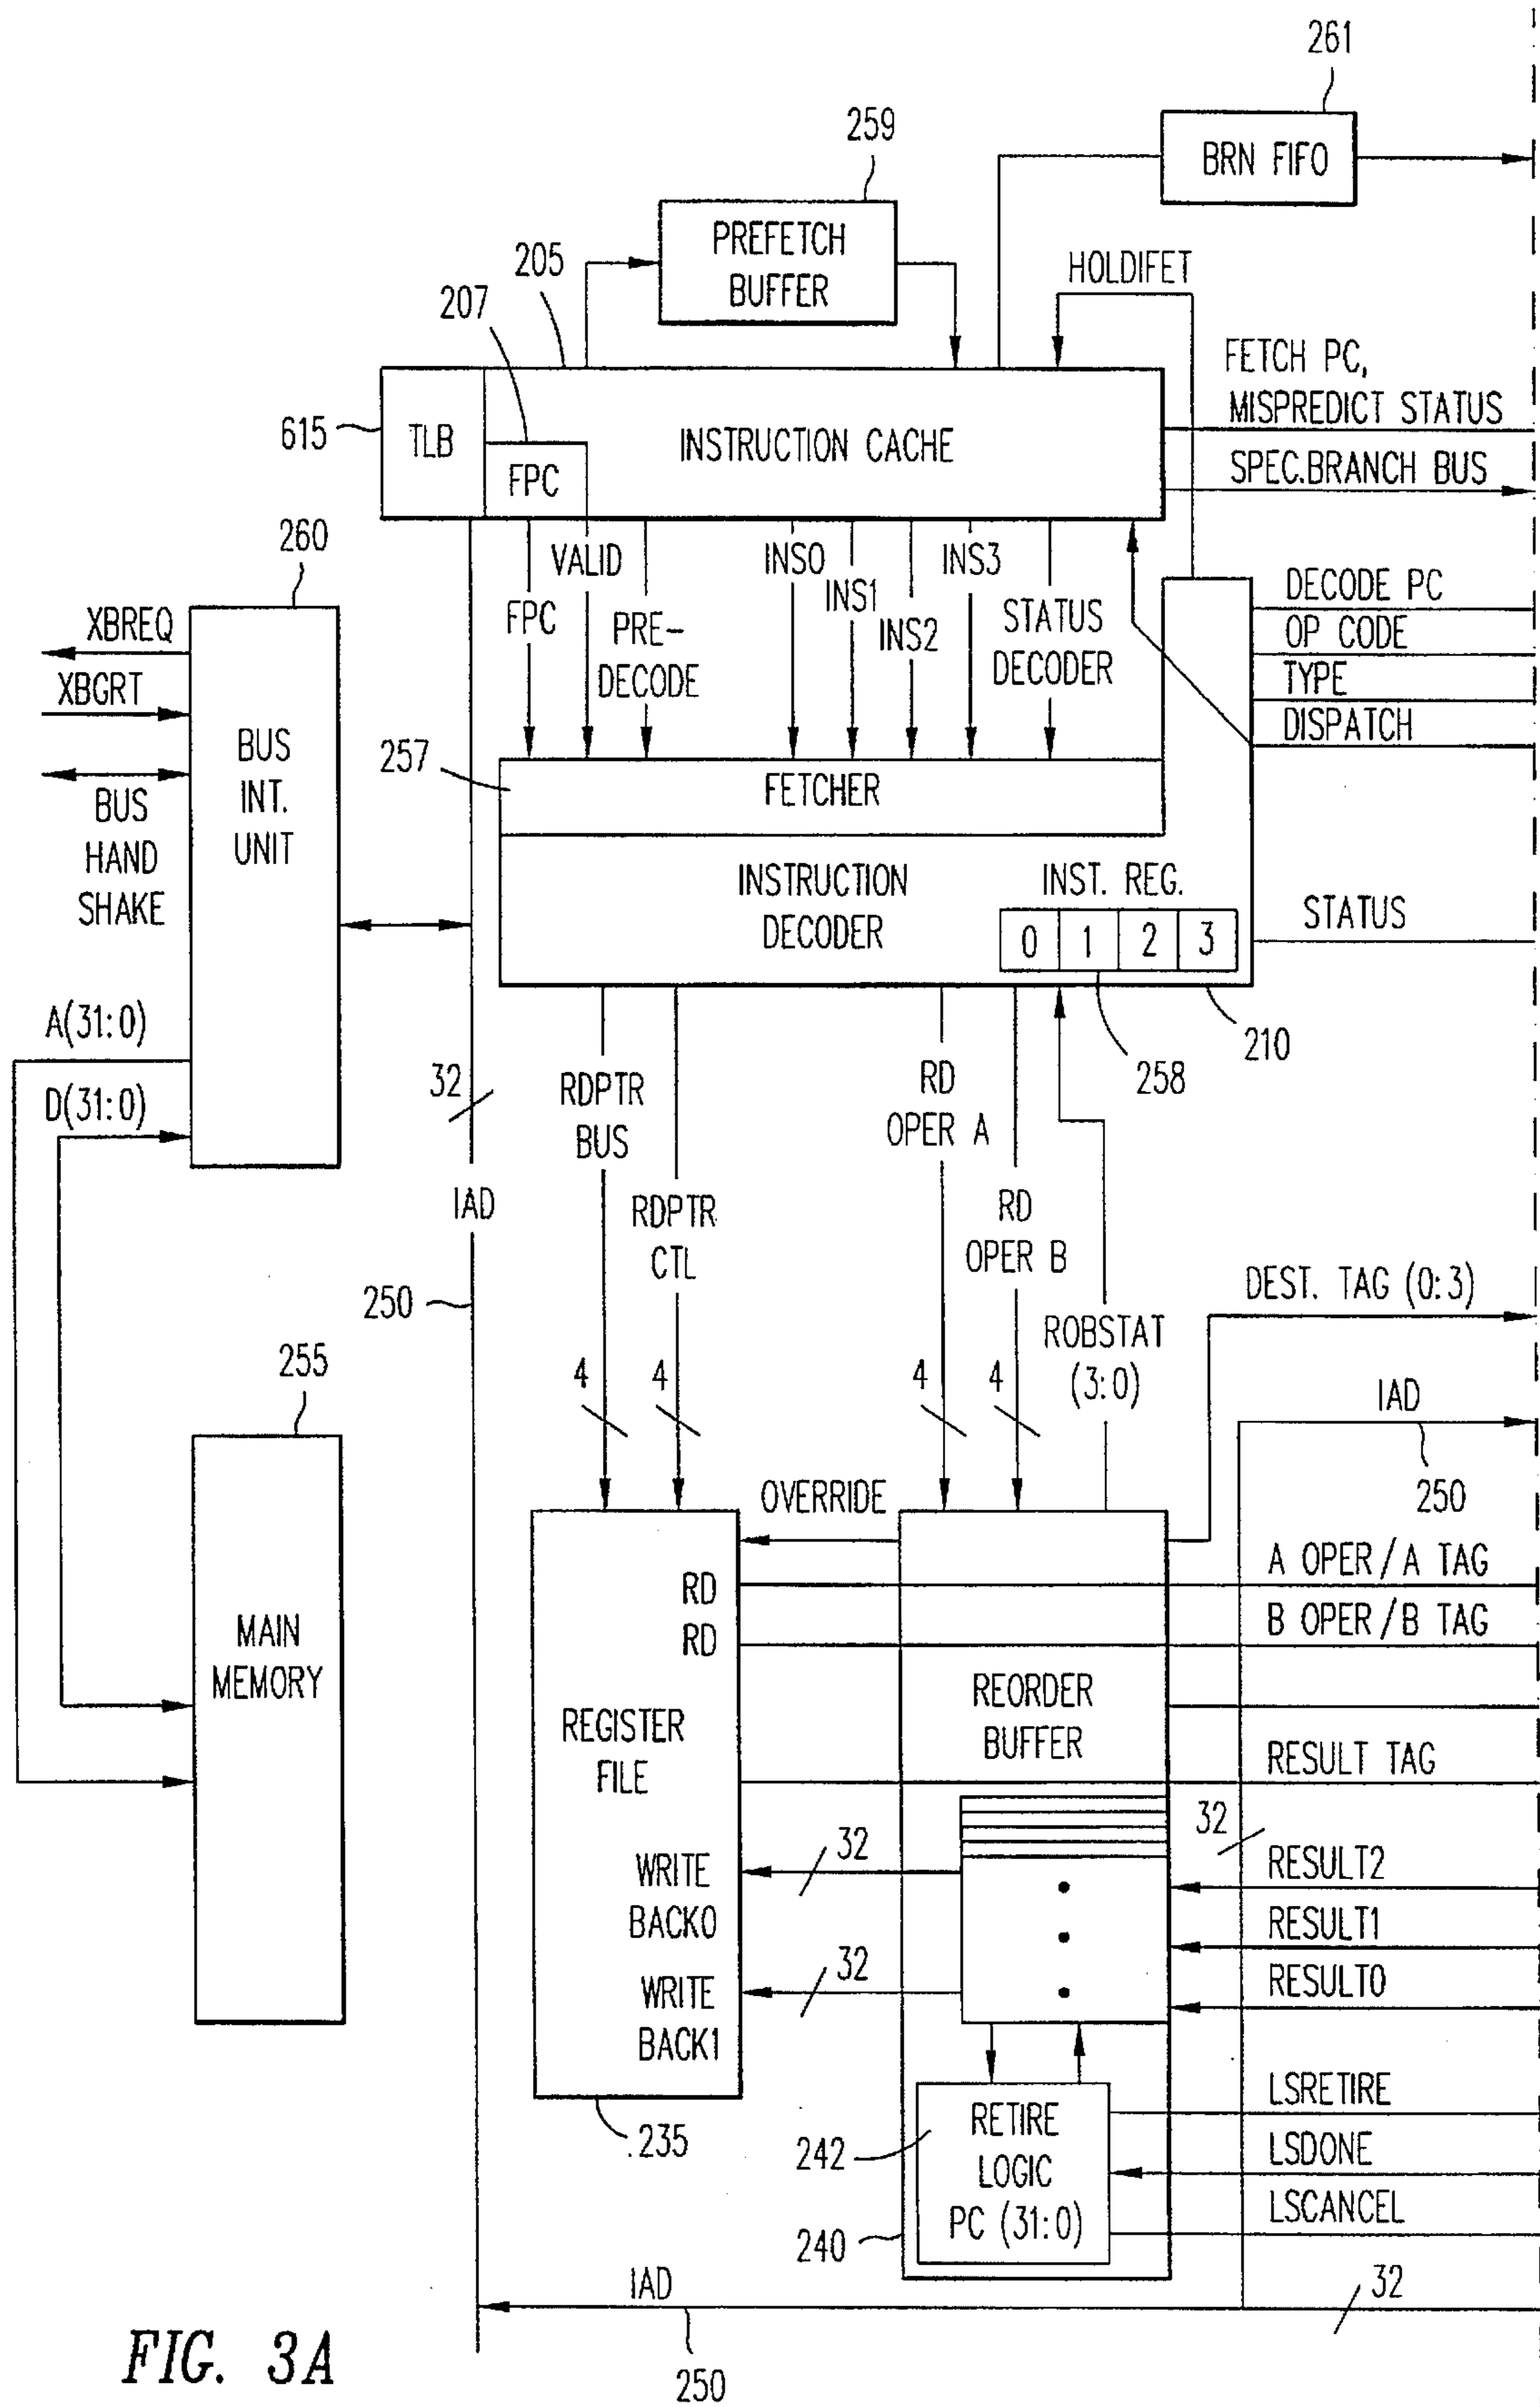 261
BRN FIFO
259
PREFETCH
BUFFER
HOLDIFET
205
207
615
TLB
FPC
INSTRUCTION CACHE
FETCH PC,
MISPREDICT STATUS
SPEC.BRANCH BUS
260
XBREQ
XBGRT
BUS
HAND
SHAKE
BUS
INT.
UNIT
FPC
VALID
PRE-
DECODE
INS0
INS1
INS2
INS3
STATUS
DECODER
DECODE PC
OP CODE
TYPE
DISPATCH
257
FETCHER
INSTRUCTION
DECODER
INST. REG.
0 1 2 3
STATUS
258
210
A(31:0)
D(31:0)
32
IAD
250
RDPTR
BUS
RDPTR
CTL
RD
OPER A
RD
OPER B
ROBSTAT
(3:0)
DEST. TAG (0:3)
4
4
4
4
IAD
250
255
MAIN
MEMORY
OVERRIDE
RD
RD
A OPER/A TAG
B OPER/B TAG
REGISTER
FILE
REORDER
BUFFER
RESULT TAG
32
WRITE
BACK0
32
RESULT2
RESULT1
WRITE
BACK1
32
RESULT0
235
242
RETIRE
LOGIC
PC (31:0)
240
LSRETIRE
LSDONE
LSCANCEL
IAD
32
250
FIG. 3A